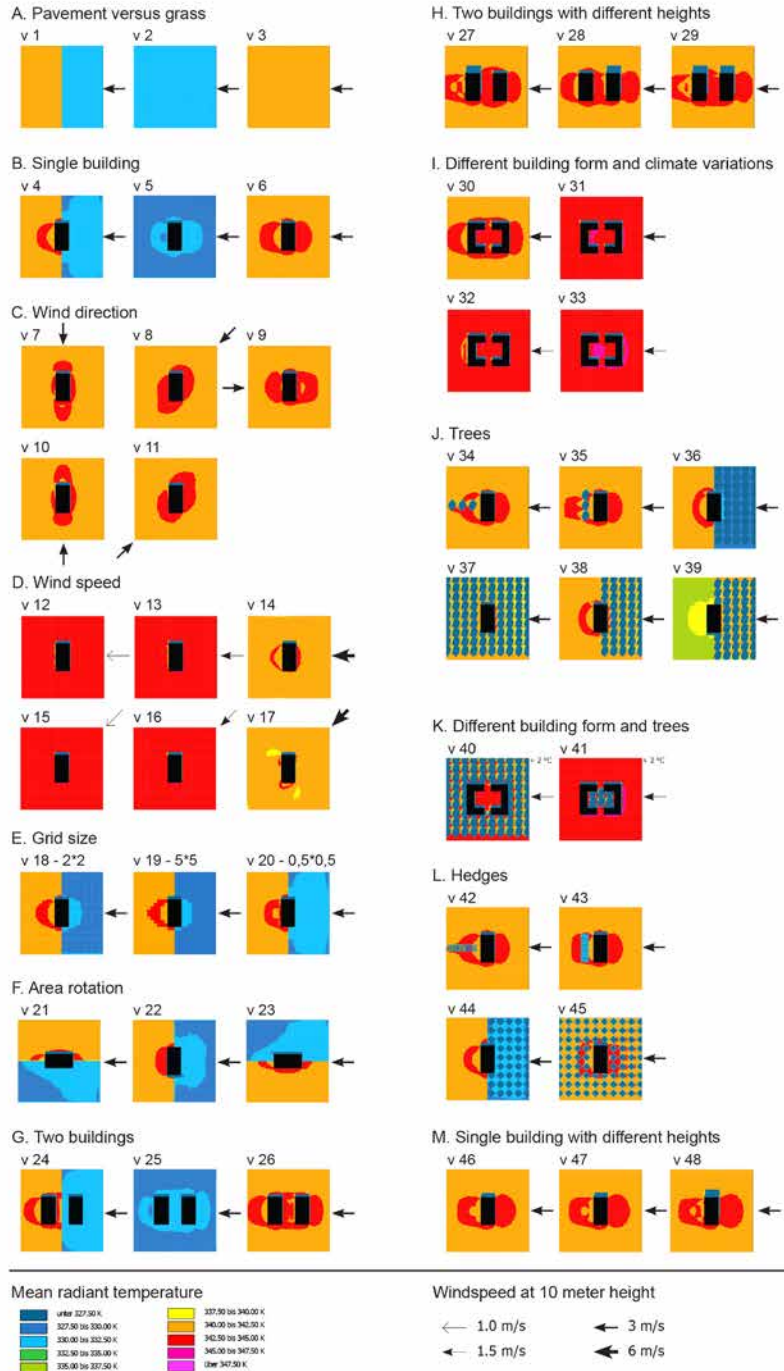 A. Pavement versus grass
v 1 v 2 v 3
B. Single building
v 4 v 5 v 6
C. Wind direction
v 7 v 8 v 9
v 10 v 11
D. Wind speed
v 12 v 13 v 14
v 15 v 16 v 17
E. Grid size
v 18 - 2*2 v 19 - 5*5 v 20 - 0,5*0,5
F. Area rotation
v 21 v 22 v 23
G. Two buildings
v 24 v 25 v 26
H. Two buildings with different heights
v 27 v 28 v 29
I. Different building form and climate variations
v 30 v 31
v 32 v 33
J. Trees
v 34 v 35 v 36
v 37 v 38 v 39
K. Different building form and trees
v 40 v 41
+ 2 °C + 2 °C
L. Hedges
v 42 v 43
v 44 v 45
M. Single building with different heights
v 46 v 47 v 48
Mean radiant temperature
unter 327.50 K
327.50 bis 330.00 K
330.00 bis 332.50 K
332.50 bis 335.00 K
335.00 bis 337.50 K
337.50 bis 340.00 K
340.00 bis 342.50 K
342.50 bis 345.00 K
345.00 bis 347.50 K
über 347.50 K
Windspeed at 10 meter height
1.0 m/s 3 m/s
1.5 m/s 6 m/s